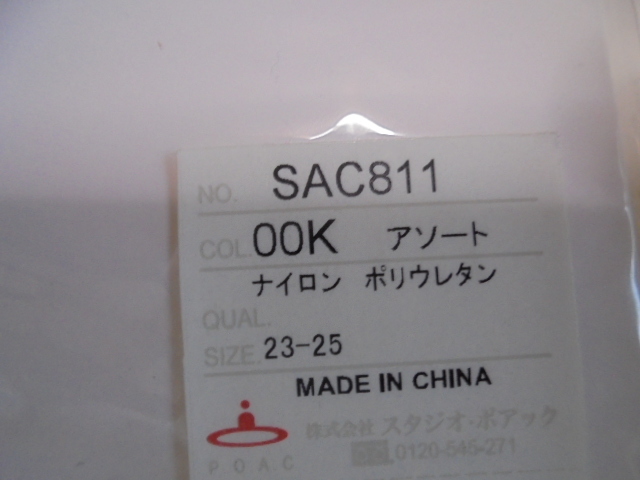 NO. SAC811
COL. 00K アソート
ナイロン ポリウレタン
QUAL.
SIZE. 23-25
MADE IN CHINA
株式会社 スタジオ・ポアック
0120-545-271
P.O.A.C